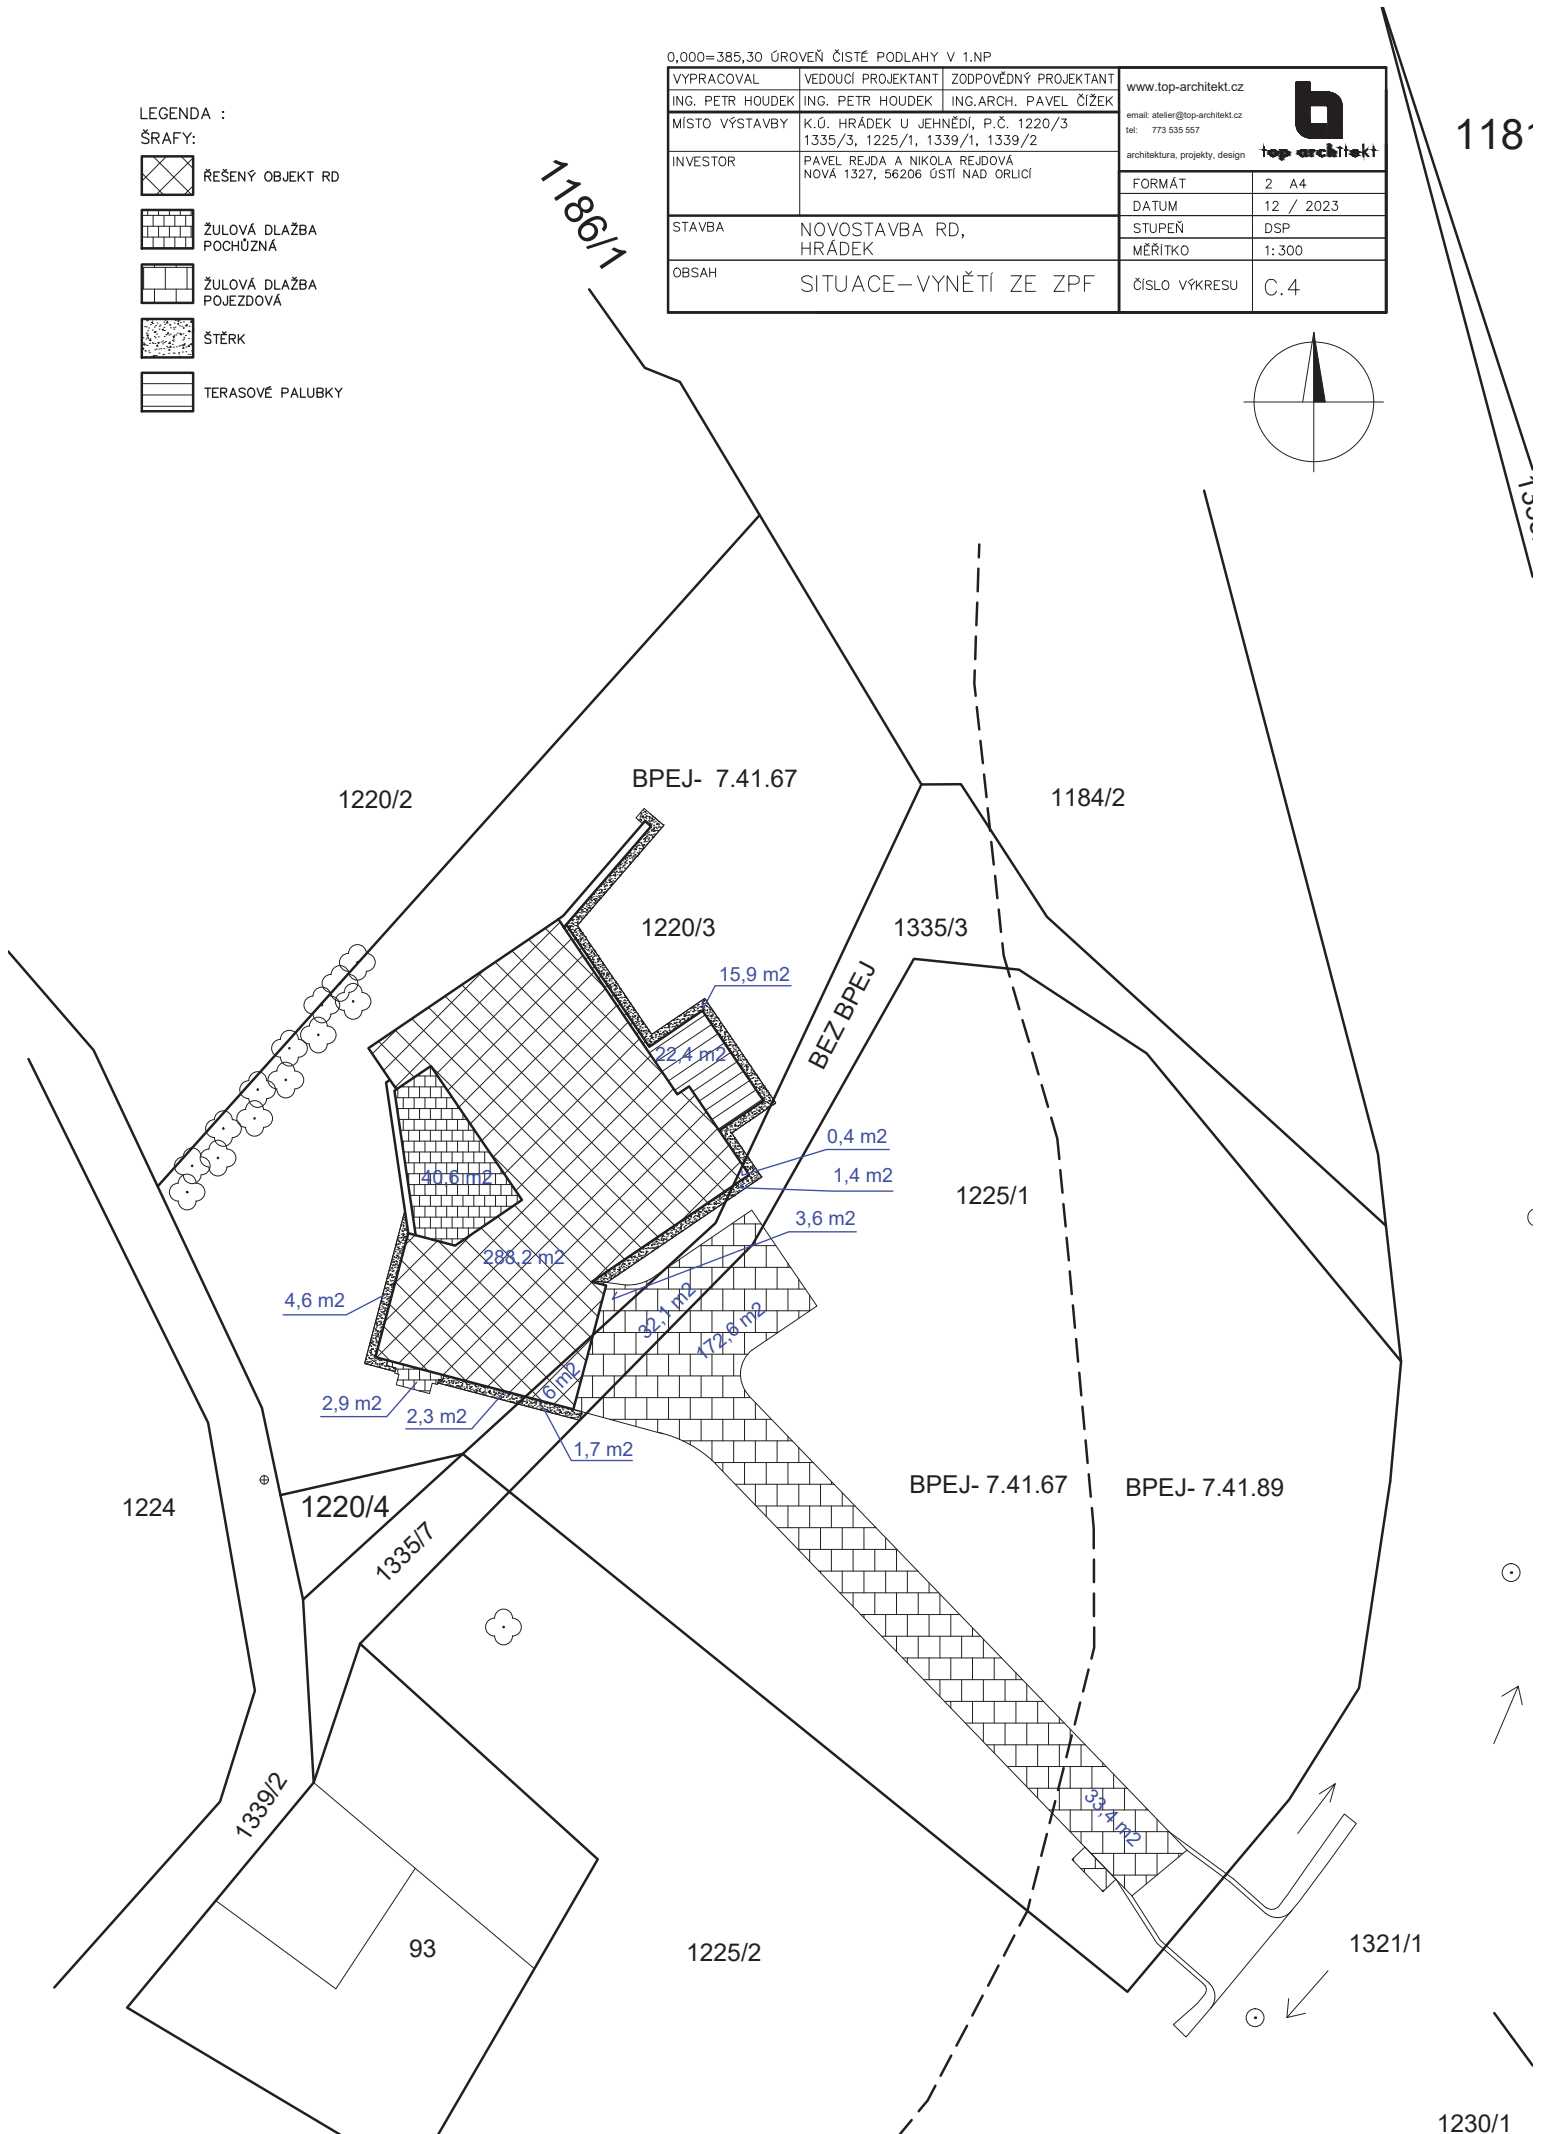 0,000=385,30 ÚROVEŇ ČISTÉ PODLAHY V 1.NP
VYPRACOVAL
VEDOUCÍ PROJEKTANT
ZODPOVĚDNÝ PROJEKTANT
ING. PETR HOUDEK
ING. PETR HOUDEK
ING.ARCH. PAVEL ČÍŽEK
MÍSTO VÝSTAVBY
K.Ú. HRÁDEK U JEHNĚDÍ, P.Č. 1220/3
1335/3, 1225/1, 1339/1, 1339/2
INVESTOR
PAVEL REJDA A NIKOLA REJDOVÁ
NOVÁ 1327, 56206 ÚSTÍ NAD ORLICÍ
STAVBA
NOVOSTAVBA RD,
HRÁDEK
OBSAH
SITUACE-VYNĚTÍ ZE ZPF
www.top-architekt.cz
email: atelier@top-architekt.cz
tel: 773 535 557
architektura, projekty, design
top architekt
FORMÁT
2 A4
DATUM
12 / 2023
STUPEŇ
DSP
MĚŘÍTKO
1:300
ČÍSLO VÝKRESU
C.4
LEGENDA :
ŠRAFY:
ŘEŠENÝ OBJEKT RD
ŽULOVÁ DLAŽBA
POCHŮZNÁ
ŽULOVÁ DLAŽBA
POJEZDOVÁ
ŠTĚRK
TERASOVÉ PALUBKY
1186/1
BPEJ- 7.41.67
1220/2
1184/2
1220/3
1335/3
15,9 m2
BEZ BPEJ
22,4 m2
0,4 m2
1,4 m2
40,6 m2
1225/1
3,6 m2
288,2 m2
4,6 m2
32,1 m2
172,6 m2
6 m2
2,9 m2
2,3 m2
1,7 m2
BPEJ- 7.41.67
BPEJ- 7.41.89
1224
1220/4
1335/7
1339/2
33,4 m2
93
1225/2
1321/1
1230/1